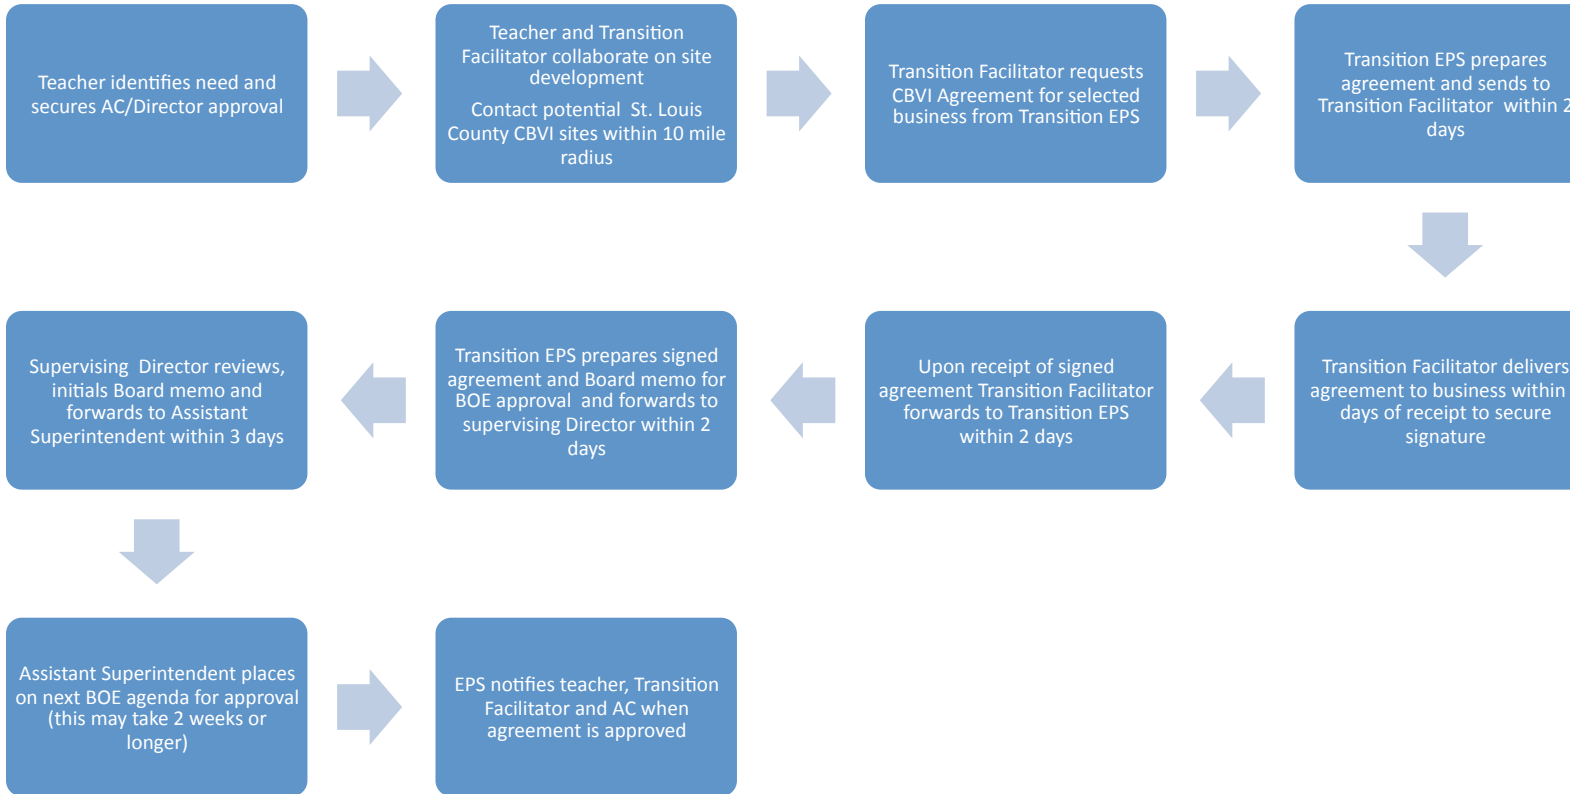 Teacher identifies need and
secures AC/Director approval
Teacher and Transition
Facilitator collaborate on site
development
Contact potential St. Louis
County CBVI sites within 10 mile
radius
Transition Facilitator requests
CBVI Agreement for selected
business from Transition EPS
Transition EPS prepares
agreement and sends to
Transition Facilitator within 2
days
Transition Facilitator delivers
agreement to business within
days of receipt to secure
signature
Upon receipt of signed
agreement Transition Facilitator
forwards to Transition EPS
within 2 days
Transition EPS prepares signed
agreement and Board memo for
BOE approval and forwards to
supervising Director within 2
days
Supervising Director reviews,
initials Board memo and
forwards to Assistant
Superintendent within 3 days
Assistant Superintendent places
on next BOE agenda for approval
(this may take 2 weeks or
longer)
EPS notifies teacher, Transition
Facilitator and AC when
agreement is approved